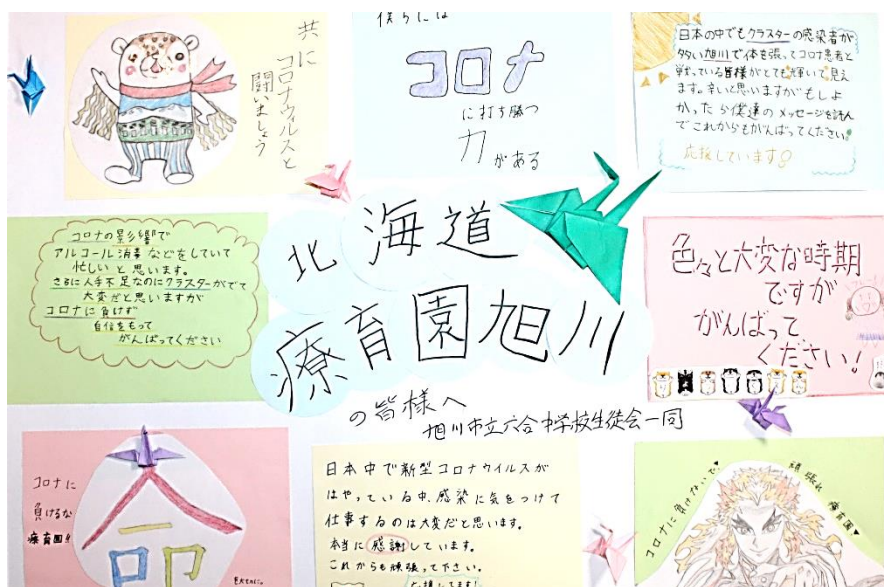 共に
コロナウィルスと
闘いましょう
僕らには
コロナ
に打ち勝つ
力
がある
日本の中でもクラスターの感染者が
多い旭川で体を張ってコロナ患者と
戦っている皆様がとても輝いて見え
ます。辛いと思いますがもしよ
かったら僕達のメッセージを読ん
でこれからもがんばってください。
応援しています!
コロナの影響で
アルコール消毒などをしていて
忙しいと思います。
さらに人手不足なのにクラスターがでて
大変だと思いますが
コロナに負けず
自信をもって
がんばってください
北海道
療育園旭川
の皆様へ
旭川市立六合中学校生徒会一同
色々と大変な時期
ですが
がんばって
ください!
コロナに
負けるな
療育園!!
命
日本中で新型コロナウイルスが
はやっている中、感染に気をつけて
仕事するのは大変だと思います。
本当に感謝しています。
これからも頑張って下さい。
応援してます!
コロナに負けないで♥
頑張れ 療育園♥